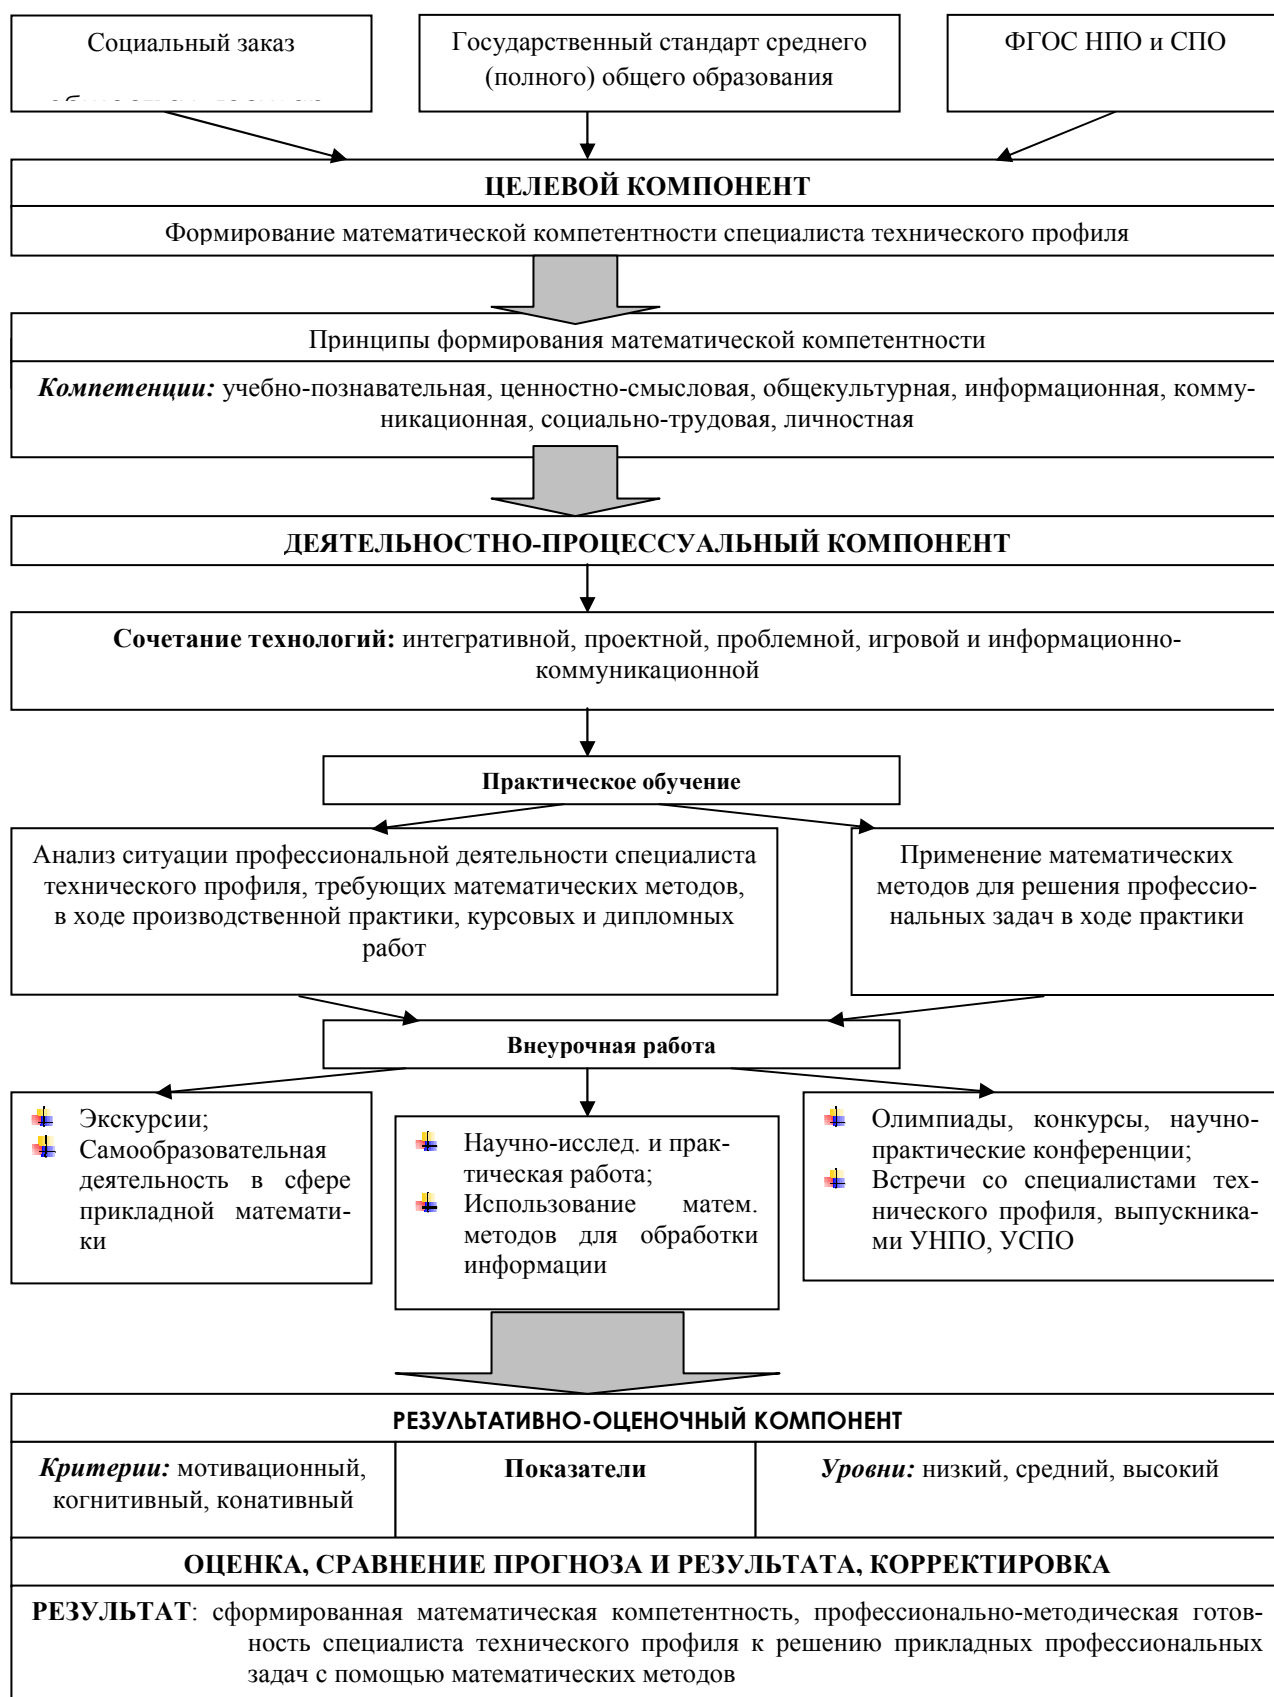 Социальный заказ
Государственный стандарт среднего
(полного) общего образования
ФГОС НПО и СПО
ЦЕЛЕВОЙ КОМПОНЕНТ
Формирование математической компетентности специалиста технического профиля
Принципы формирования математической компетентности
Компетенции: учебно-познавательная, ценностно-смысловая, общекультурная, информационная, комму-
никационная, социально-трудовая, личностная
ДЕЯТЕЛЬНОСТНО-ПРОЦЕССУАЛЬНЫЙ КОМПОНЕНТ
Сочетание технологий: интегративной, проектной, проблемной, игровой и информационно-
коммуникационной
Практическое обучение
Анализ ситуации профессиональной деятельности специалиста
технического профиля, требующих математических методов,
в ходе производственной практики, курсовых и дипломных
работ
Применение математических
методов для решения профессио-
нальных задач в ходе практики
Внеурочная работа
Экскурсии;
Самообразовательная
деятельность в сфере
прикладной математи-
ки
Научно-исслед. и прак-
тическая работа;
Использование матем.
методов для обработки
информации
Олимпиады, конкурсы, научно-
практические конференции;
Встречи со специалистами тех-
нического профиля, выпускника-
ми УНПО, УСПО
РЕЗУЛЬТАТИВНО-ОЦЕНОЧНЫЙ КОМПОНЕНТ
Критерии: мотивационный,
когнитивный, конативный
Показатели
Уровни: низкий, средний, высокий
ОЦЕНКА, СРАВНЕНИЕ ПРОГНОЗА И РЕЗУЛЬТАТА, КОРРЕКТИРОВКА
РЕЗУЛЬТАТ: сформированная математическая компетентность, профессионально-методическая готов-
ность специалиста технического профиля к решению прикладных профессиональных
задач с помощью математических методов